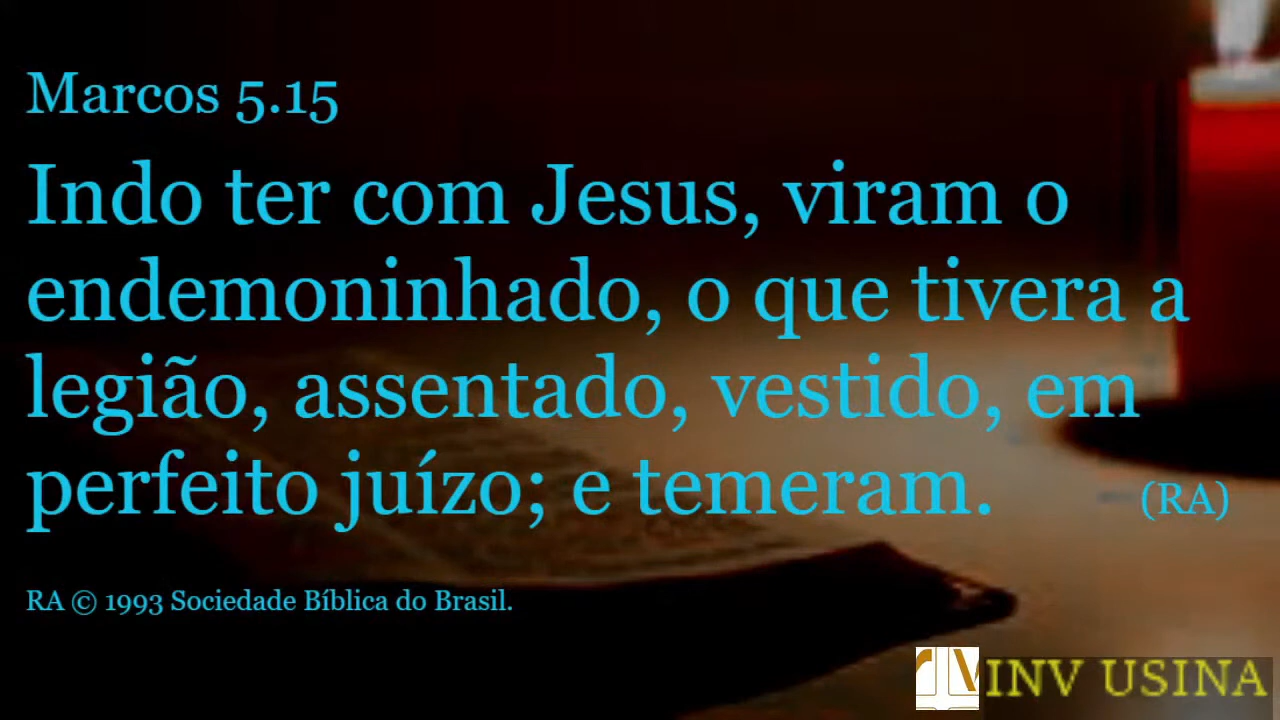 Marcos 5.15
Indo ter com Jesus, viram o
endemoninhado, o que tivera a
legião, assentado, vestido, em
perfeito juízo; e temeram. (RA)
RA © 1993 Sociedade Bíblica do Brasil.
INV USINA